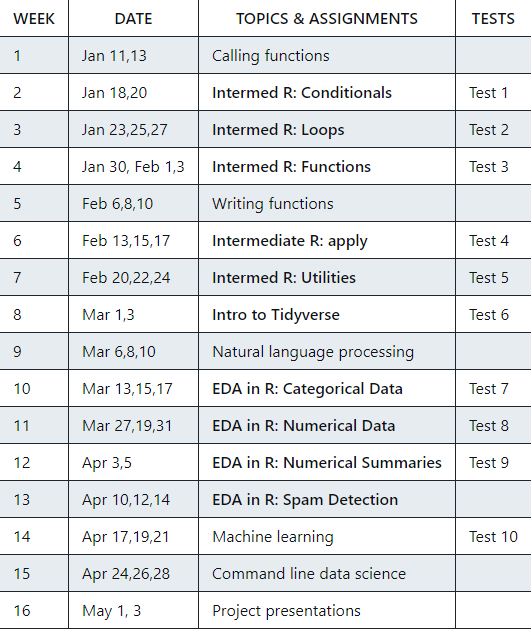 WEEK DATE TOPICS & ASSIGNMENTS TESTS
1 Jan 11,13 Calling functions
2 Jan 18,20 Intermed R: Conditionals Test 1
3 Jan 23,25,27 Intermed R: Loops Test 2
4 Jan 30, Feb 1,3 Intermed R: Functions Test 3
5 Feb 6,8,10 Writing functions
6 Feb 13,15,17 Intermediate R: apply Test 4
7 Feb 20,22,24 Intermed R: Utilities Test 5
8 Mar 1,3 Intro to Tidyverse Test 6
9 Mar 6,8,10 Natural language processing
10 Mar 13,15,17 EDA in R: Categorical Data Test 7
11 Mar 27,19,31 EDA in R: Numerical Data Test 8
12 Apr 3,5 EDA in R: Numerical Summaries Test 9
13 Apr 10,12,14 EDA in R: Spam Detection
14 Apr 17,19,21 Machine learning Test 10
15 Apr 24,26,28 Command line data science
16 May 1, 3 Project presentations